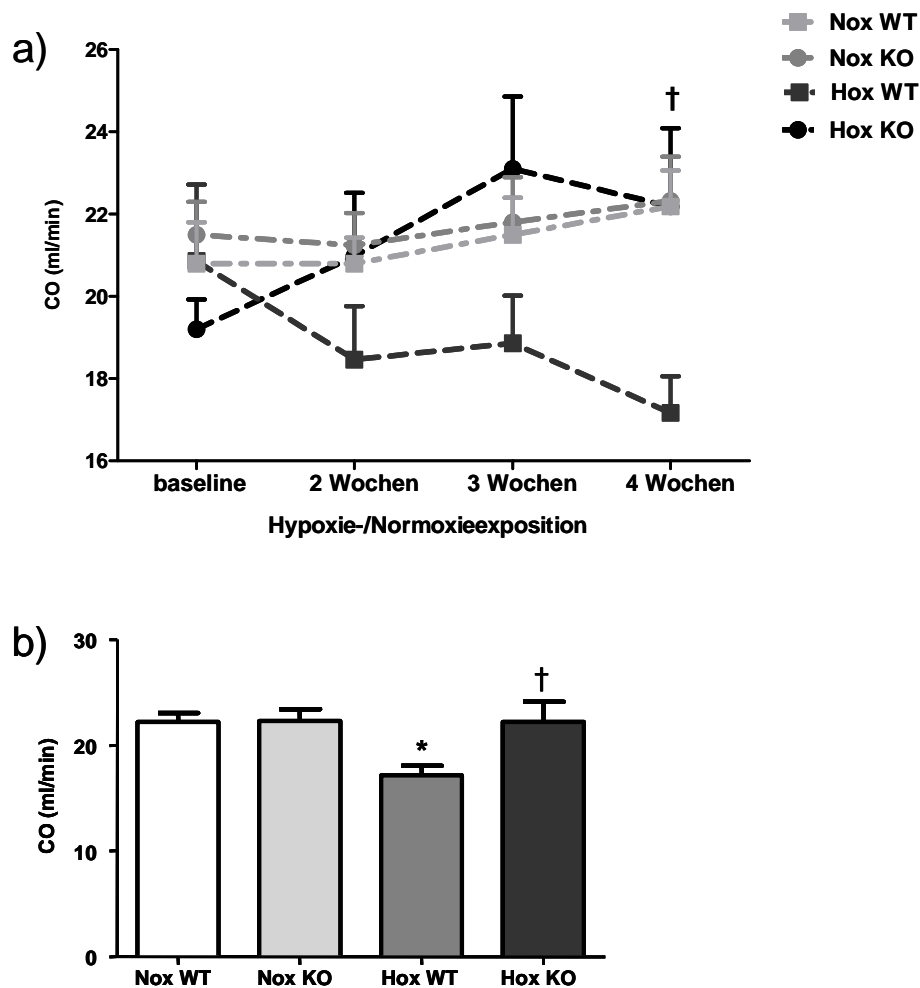 a)
Nox WT
Nox KO
Hox WT
Hox KO
†
CO (ml/min)
26
24
22
20
18
16
baseline
2 Wochen
3 Wochen
4 Wochen
Hypoxie-/Normoxieexposition
b)
CO (ml/min)
30
20
10
0
*
†
Nox WT
Nox KO
Hox WT
Hox KO